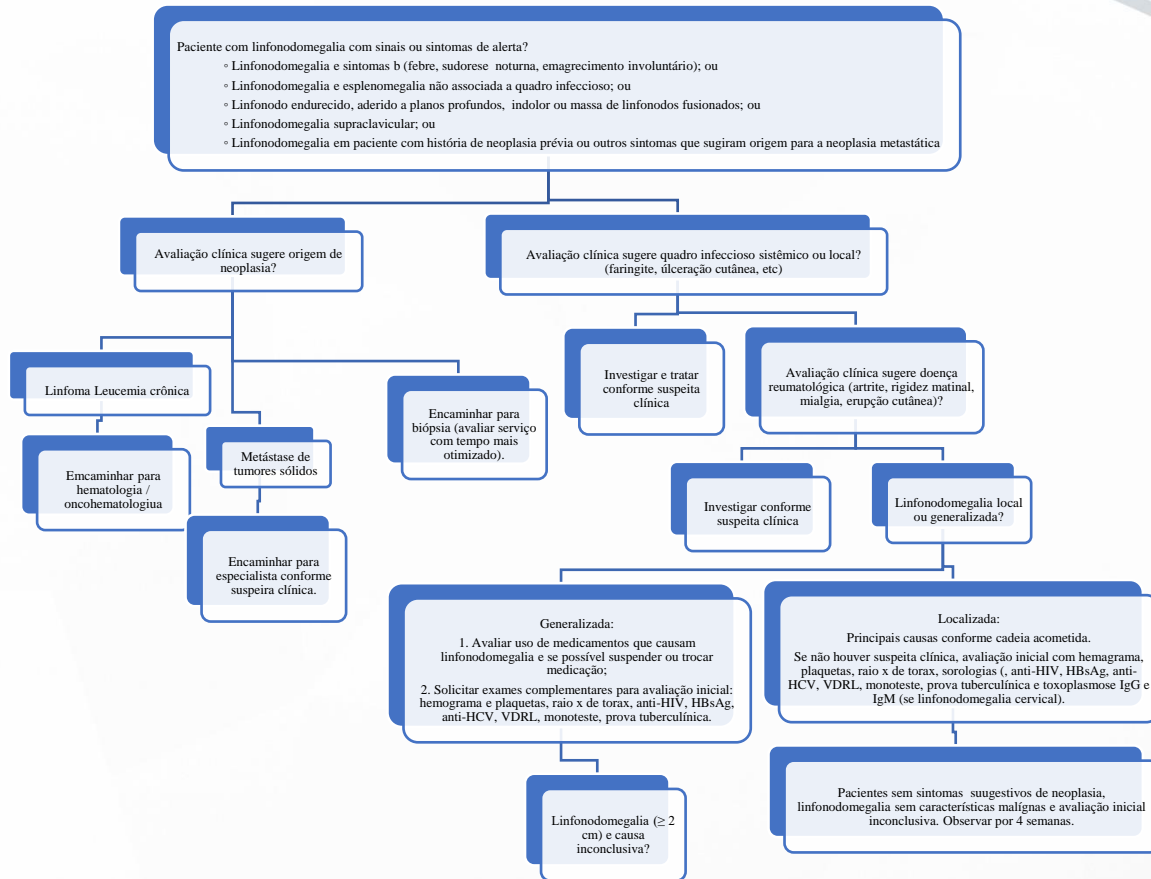 Paciente com linfonodomegalia com sinais ou sintomas de alerta?
◦ Linfonodomegalia e sintomas b (febre, sudorese noturna, emagrecimento involuntário); ou
◦ Linfonodomegalia e esplenomegalia não associada a quadro infeccioso; ou
◦ Linfonodo endurecido, aderido a planos profundos, indolor ou massa de linfonodos fusionados; ou
◦ Linfonodomegalia supraclavicular; ou
◦ Linfonodomegalia em paciente com história de neoplasia prévia ou outros sintomas que sugiram origem para a neoplasia metastática
Avaliação clínica sugere origem de
neoplasia?
Avaliação clínica sugere quadro infeccioso sistêmico ou local?
(faringite, úlceração cutânea, etc)
Linfoma Leucemia crônica
Emcaminhar para
hematologia /
oncohematologiua
Metástase de
tumores sólidos
Encaminhar para
especialista conforme
suspeira clínica.
Encaminhar para
biópsia (avaliar serviço
com tempo mais
otimizado).
Investigar e tratar
conforme suspeita
clínica
Avaliação clínica sugere doença
reumatológica (artrite, rigidez matinal,
mialgia, erupção cutânea)?
Investigar conforme
suspeita clínica
Linfonodomegalia local
ou generalizada?
Generalizada:
1. Avaliar uso de medicamentos que causam
linfonodomegalia e se possível suspender ou trocar
medicação;
2. Solicitar exames complementares para avaliação inicial:
hemograma e plaquetas, raio x de torax, anti-HIV, HBsAg,
anti-HCV, VDRL, monoteste, prova tuberculínica.
Linfonodomegalia (≥ 2
cm) e causa
inconclusiva?
Localizada:
Principais causas conforme cadeia acometida.
Se não houver suspeita clínica, avaliação inicial com hemagrama,
plaquetas, raio x de torax, sorologias (, anti-HIV, HBsAg, anti-
HCV, VDRL, monoteste, prova tuberculínica e toxoplasmose IgG e
IgM (se linfonodomegalia cervical).
Pacientes sem sintomas suugestivos de neoplasia,
linfonodomegalia sem características malígnas e avaliação inicial
inconclusiva. Observar por 4 semanas.